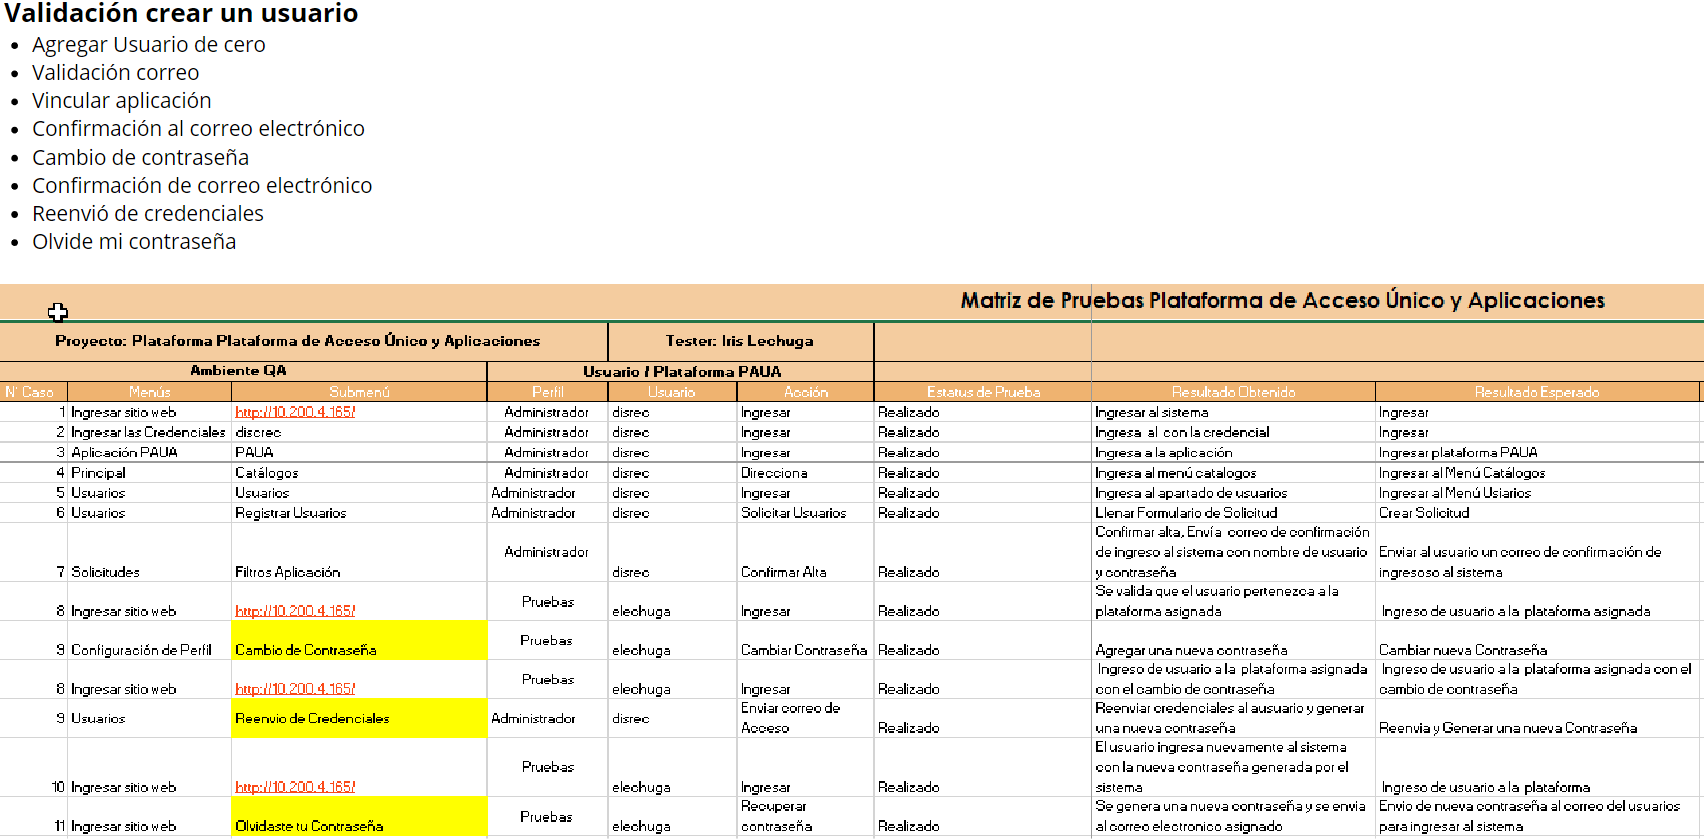 Validación crear un usuario
Agregar Usuario de cero
Validación correo
Vincular aplicación
Confirmación al correo electrónico
Cambio de contraseña
Confirmación de correo electrónico
Reenvió de credenciales
Olvide mi contraseña
Matriz de Pruebas Plataforma de Acceso Único y Aplicaciones
Proyecto: Plataforma Plataforma de Acceso Único y Aplicaciones Tester: Iris Lechuga
Ambiente QA Usuario / Plataforma PAUA
N° Caso Menús Submenú Perfil Usuario Acción Estatus de Prueba Resultado Obtenido Resultado Esperado
1 Ingresar sitio web http://10.200.4.165/ Administrador disrec Ingresar Realizado Ingresar al sistema Ingresar
2 Ingresar las Credenciales discrec Administrador disrec Ingresar Realizado Ingresa al con la credencial Ingresar
3 Aplicación PAUA PAUA Administrador disrec Ingresar Realizado Ingresa a la aplicación Ingresar plataforma PAUA
4 Principal Catálogos Administrador disrec Direcciona Realizado Ingresa al menú catalogos Ingresar al Menú Catálogos
5 Usuarios Usuarios Administrador disrec Ingresar Realizado Ingresa al apartado de usuarios Ingresar al Menú Usiarios
6 Usuarios Registrar Usuarios Administrador disrec Solicitar Usuarios Realizado Llenar Formulario de Solicitud Crear Solicitud
Confirmar alta, Envía correo de confirmación
Administrador de ingreso al sistema con nombre de usuario Enviar al usuario un correo de confirmación de
7 Solicitudes Filtros Aplicación disrec Confirmar Alta Realizado y contraseña ingresoso al sistema
Pruebas Se valida que el usuario pertenezca a la
8 Ingresar sitio web http://10.200.4.165/ elechuga Ingresar Realizado plataforma asignada Ingreso de usuario a la plataforma asignada
Pruebas
9 Configuración de Perfil Cambio de Contraseña elechuga Cambiar Contraseña Realizado Agregar una nueva contraseña Cambiar nueva Contraseña
Pruebas Ingreso de usuario a la plataforma asignada Ingreso de usuario a la plataforma asignada con el
8 Ingresar sitio web http://10.200.4.165/ elechuga Ingresar Realizado con el cambio de contraseña cambio de contraseña
Enviar correo de Reenviar credenciales al ausuario y generar
9 Usuarios Reenvio de Credenciales Administrador disrec Acceso Realizado una nueva contraseña Reenvia y Generar una nueva Contraseña
El usuario ingresa nuevamente al sistema
Pruebas con la nueva contraseña generada por el
10 Ingresar sitio web http://10.200.4.165/ elechuga Ingresar Realizado sistema Ingreso de usuario a la plataforma
Pruebas Recuperar Se genera una nueva contraseña y se envia Envio de nueva contraseña al correo del usuarios
11 Ingresar sitio web Olvidaste tu Contraseña elechuga contraseña Realizado al correo electronico asignado para ingresar al sistema